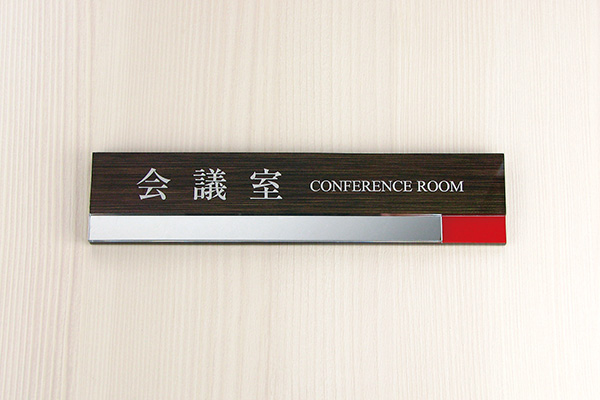 会議室 CONFERENCE ROOM